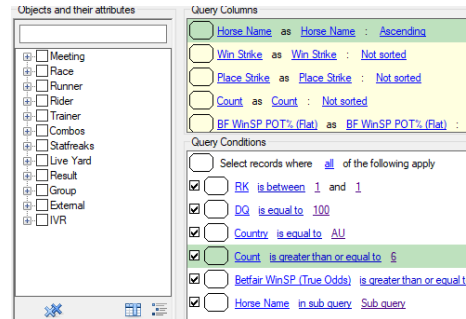 Objects and their attributes
Meeting
Race
Runner
Rider
Trainer
Combos
Statfreaks
Live Yard
Result
Group
External
IVR
Query Columns
Horse Name as Horse Name : Ascending
Win Strike as Win Strike : Not sorted
Place Strike as Place Strike : Not sorted
Count as Count : Not sorted
BF WinSP POT% (Flat) as BF WinSP POT% (Flat) :
Query Conditions
Select records where all of the following apply
RK is between 1 and 1
DQ is equal to 100
Country is equal to AU
Count is greater than or equal to 6
Betfair WinSP (True Odds) is greater than or equal t
Horse Name in sub query Sub query